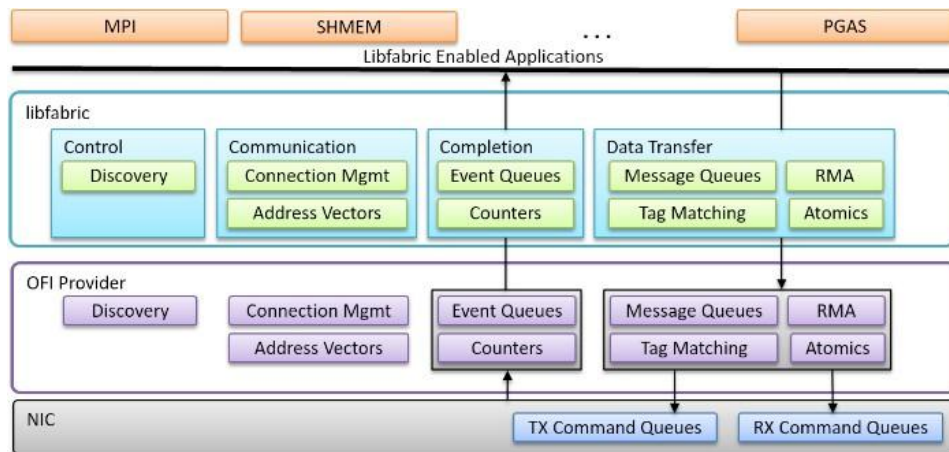 MPI
SHMEM
...
PGAS
Libfabric Enabled Applications
libfabric
Control
Communication
Completion
Data Transfer
Discovery
Connection Mgmt
Event Queues
Message Queues
RMA
Address Vectors
Counters
Tag Matching
Atomics
OFI Provider
Discovery
Connection Mgmt
Event Queues
Message Queues
RMA
Address Vectors
Counters
Tag Matching
Atomics
NIC
TX Command Queues
RX Command Queues